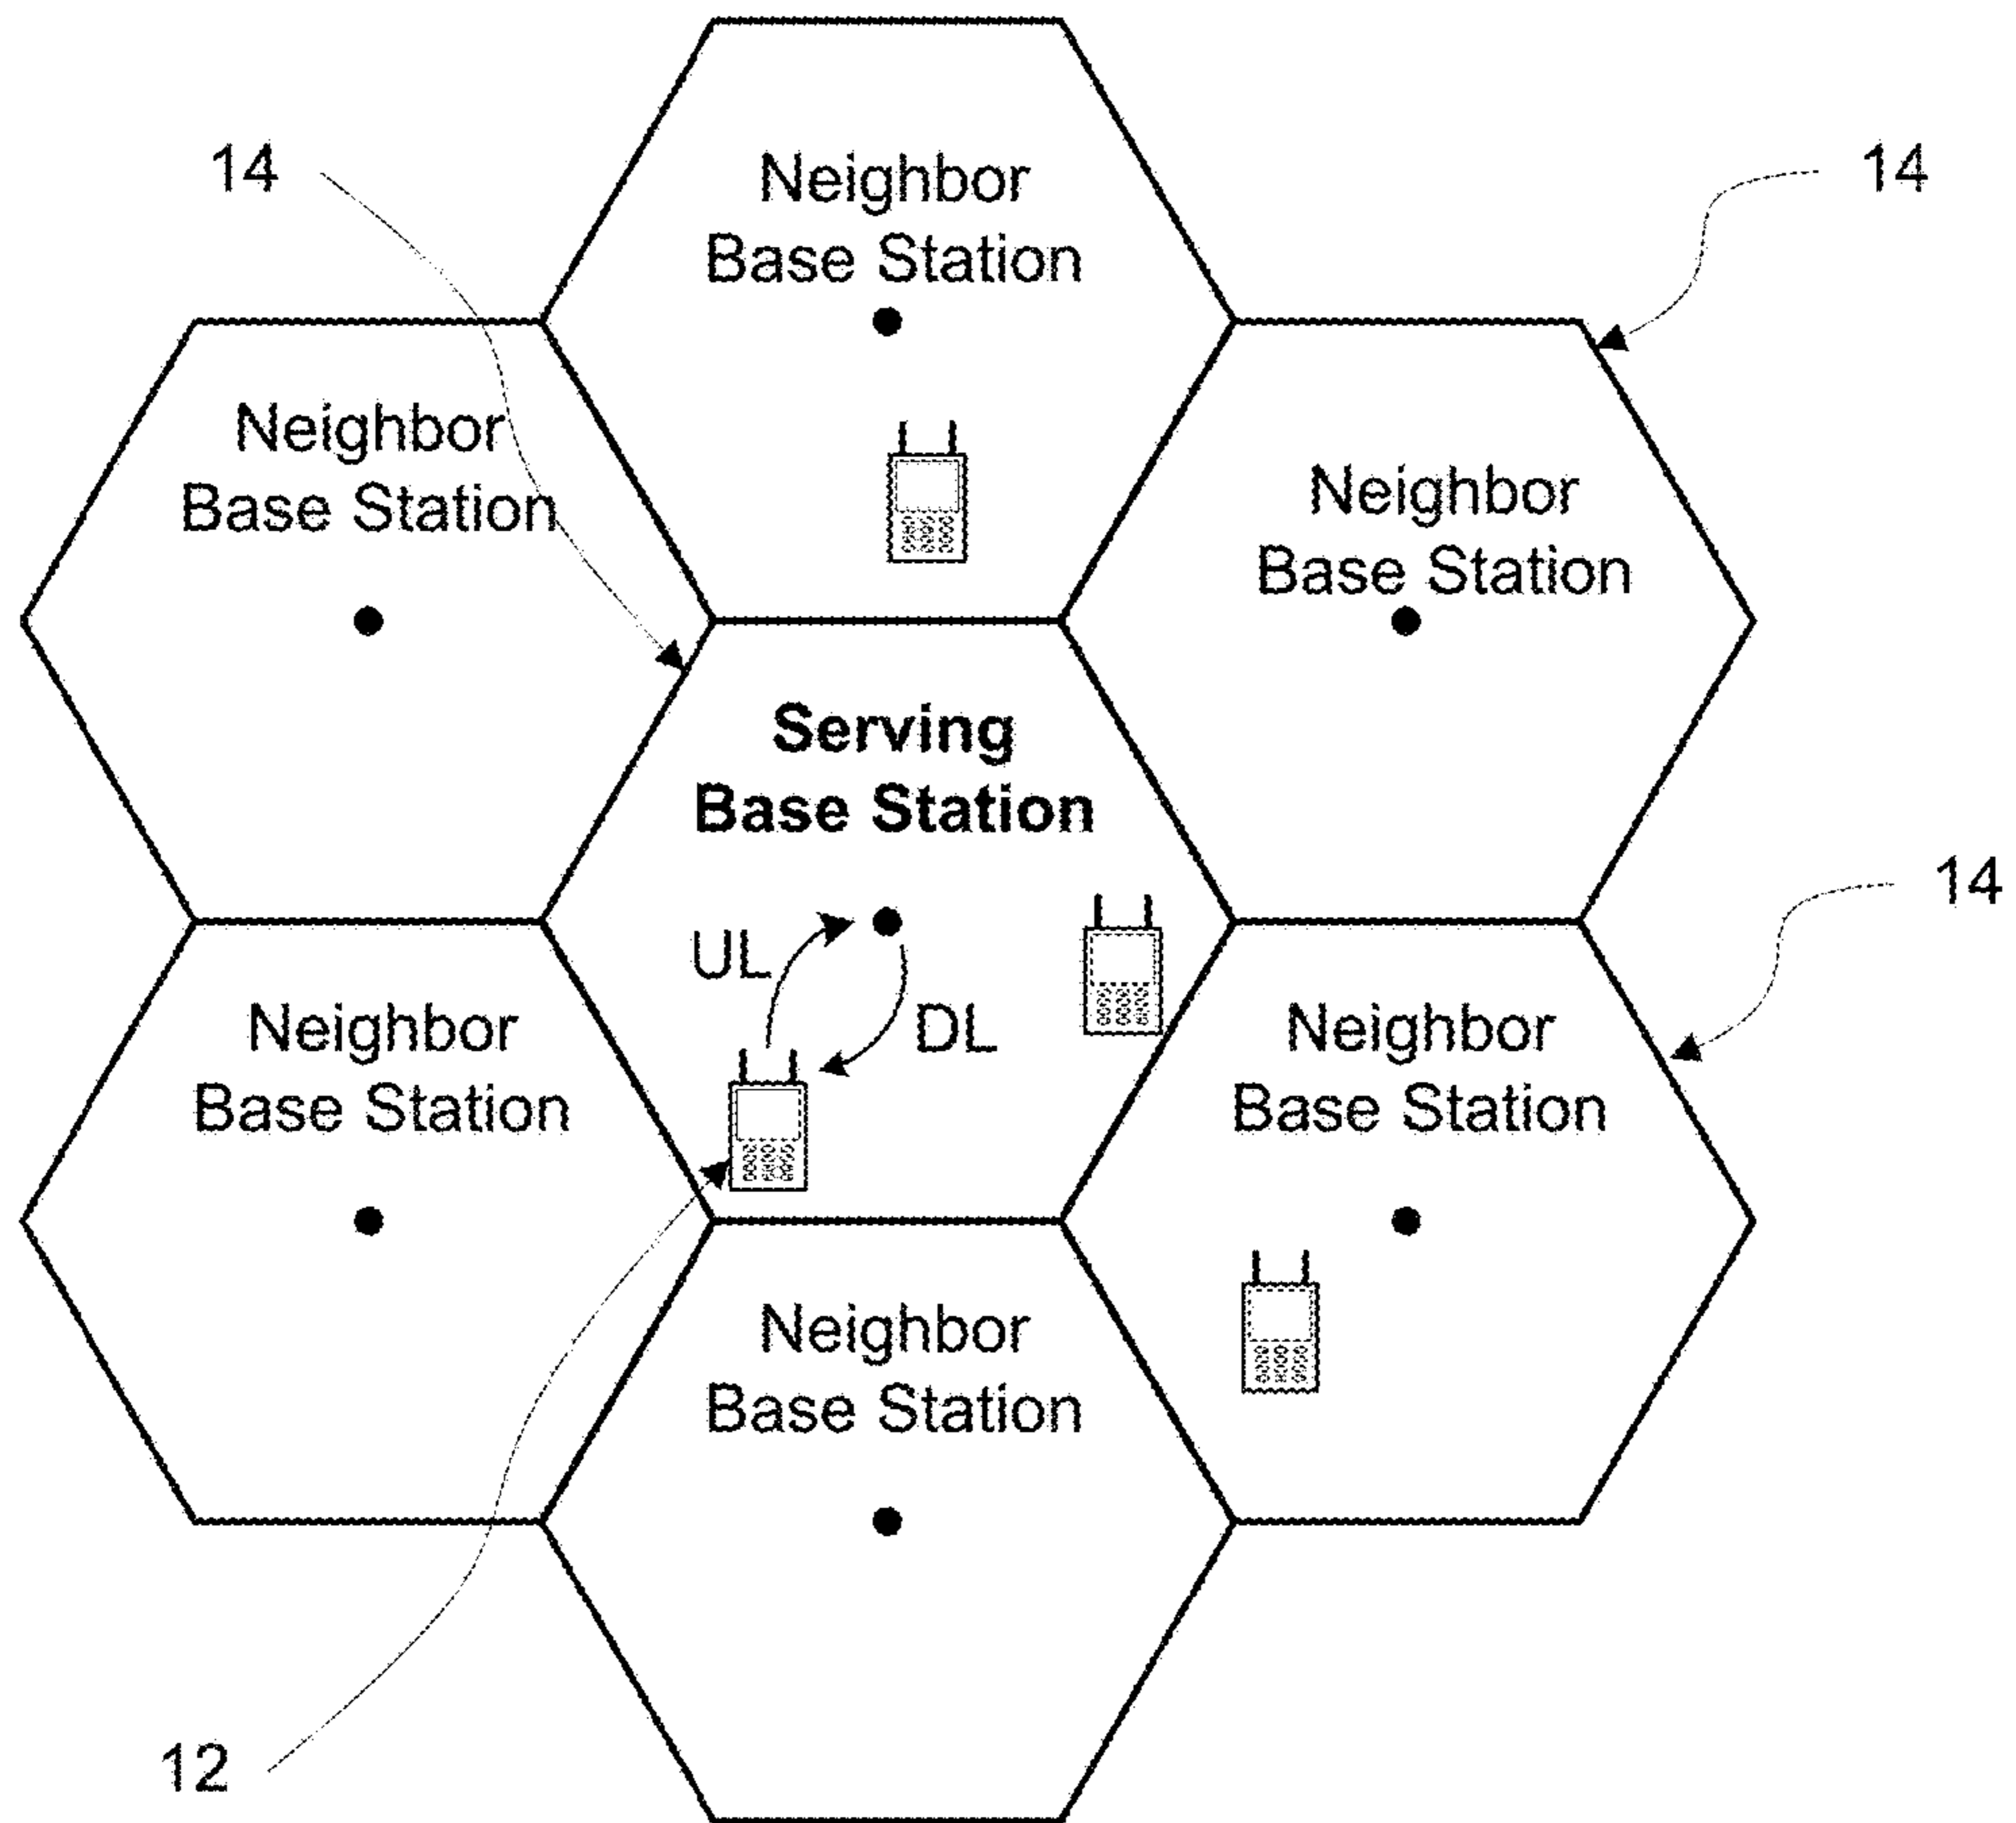 14
14
Neighbor
Base Station
Neighbor
Base Station
Neighbor
Base Station
Serving
Base Station
14
UL
DL
Neighbor
Base Station
Neighbor
Base Station
Neighbor
Base Station
12